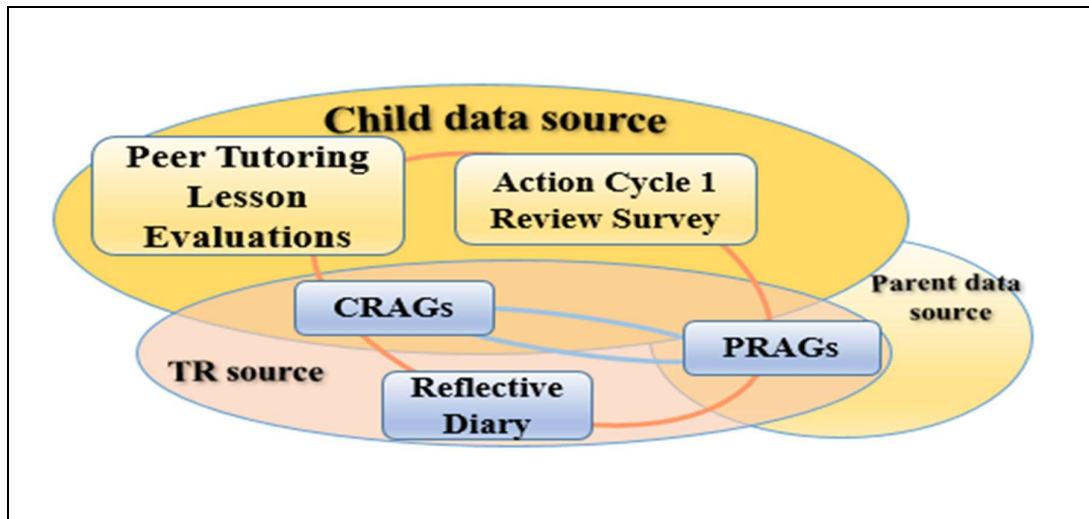 Child data source
Peer Tutoring
Lesson
Evaluations
Action Cycle 1
Review Survey
Parent data
source
CRAGs
PRAGs
TR source
Reflective
Diary